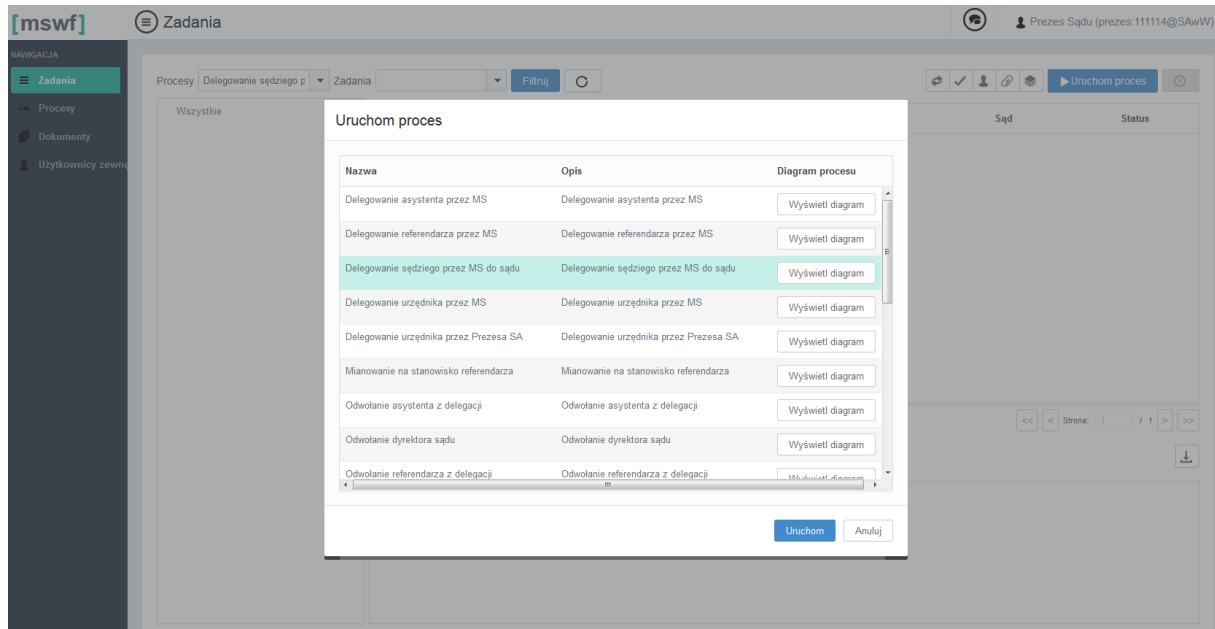 [mswf]
Zadania
Prezes Sądu (prezes:111114@SAwW)
NAWIGACJA
Zadania
Procesy
Dokumenty
Użytkownicy zewnę
Procesy Delegowanie sędziego p Zadania Filtruj Uruchom proces
Wszystkie
Sąd Status
Uruchom proces
Nazwa Opis Diagram procesu
Delegowanie asystenta przez MS Delegowanie asystenta przez MS Wyświetl diagram
Delegowanie referendarza przez MS Delegowanie referendarza przez MS Wyświetl diagram
Delegowanie sędziego przez MS do sądu Delegowanie sędziego przez MS do sądu Wyświetl diagram
Delegowanie urzędnika przez MS Delegowanie urzędnika przez MS Wyświetl diagram
Delegowanie urzędnika przez Prezesa SA Delegowanie urzędnika przez Prezesa SA Wyświetl diagram
Mianowanie na stanowisko referendarza Mianowanie na stanowisko referendarza Wyświetl diagram
Odwołanie asystenta z delegacji Odwołanie asystenta z delegacji Wyświetl diagram
Odwołanie dyrektora sądu Odwołanie dyrektora sądu Wyświetl diagram
Odwołanie referendarza z delegacji Odwołanie referendarza z delegacji Wyświetl diagram
<< < Strona: 1 / 1 > >>
Uruchom Anuluj